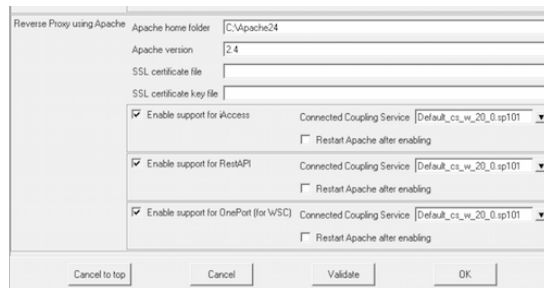 Reverse Proxy using Apache Apache home folder C:\Apache24
Apache version 2.4
SSL certificate file
SSL certificate key file
Enable support for iAccess Connected Coupling Service Default_cs_w_20_0.sp101
Restart Apache after enabling
Enable support for RestAPI Connected Coupling Service Default_cs_w_20_0.sp101
Restart Apache after enabling
Enable support for OnePort (for WSC) Connected Coupling Service Default_cs_w_20_0.sp101
Restart Apache after enabling
Cancel to top Cancel Validate OK